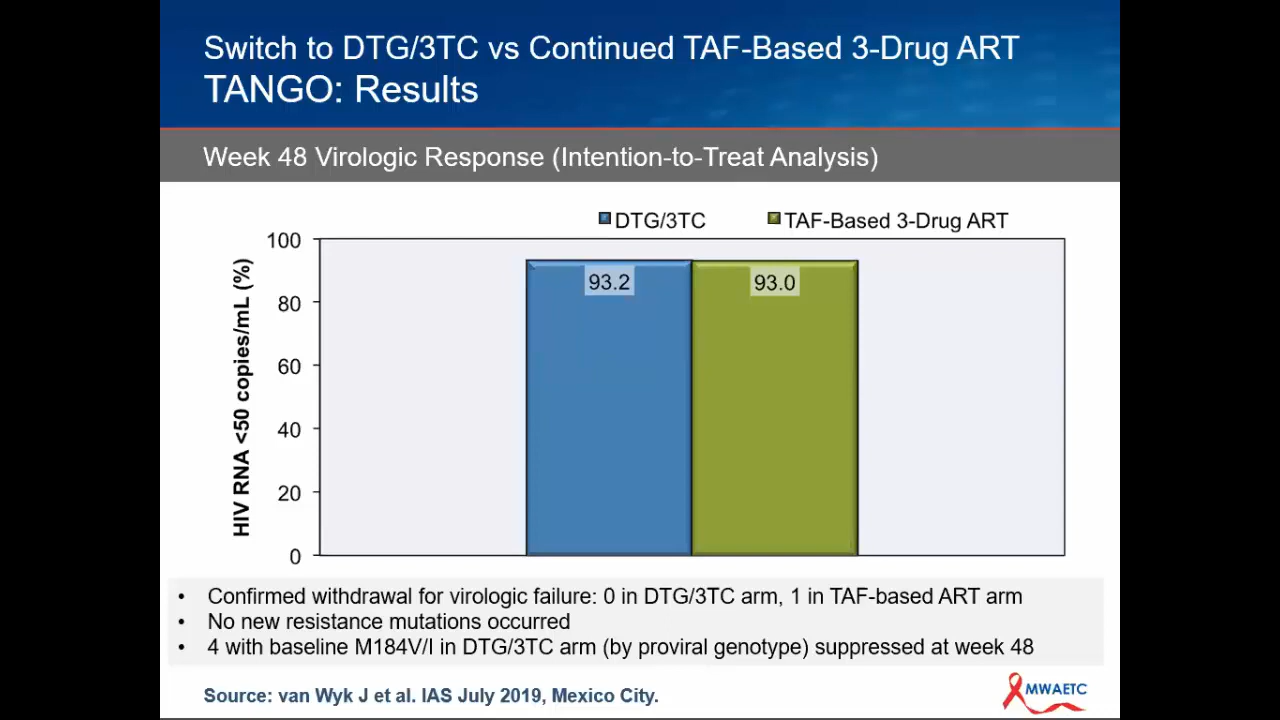 Switch to DTG/3TC vs Continued TAF-Based 3-Drug ART
TANGO: Results
Week 48 Virologic Response (Intention-to-Treat Analysis)
DTG/3TC
TAF-Based 3-Drug ART
HIV RNA <50 copies/mL (%)
100
80
60
40
20
0
93.2
93.0
• Confirmed withdrawal for virologic failure: 0 in DTG/3TC arm, 1 in TAF-based ART arm
• No new resistance mutations occurred
• 4 with baseline M184V/I in DTG/3TC arm (by proviral genotype) suppressed at week 48
Source: van Wyk J et al. IAS July 2019, Mexico City.
MWAETC